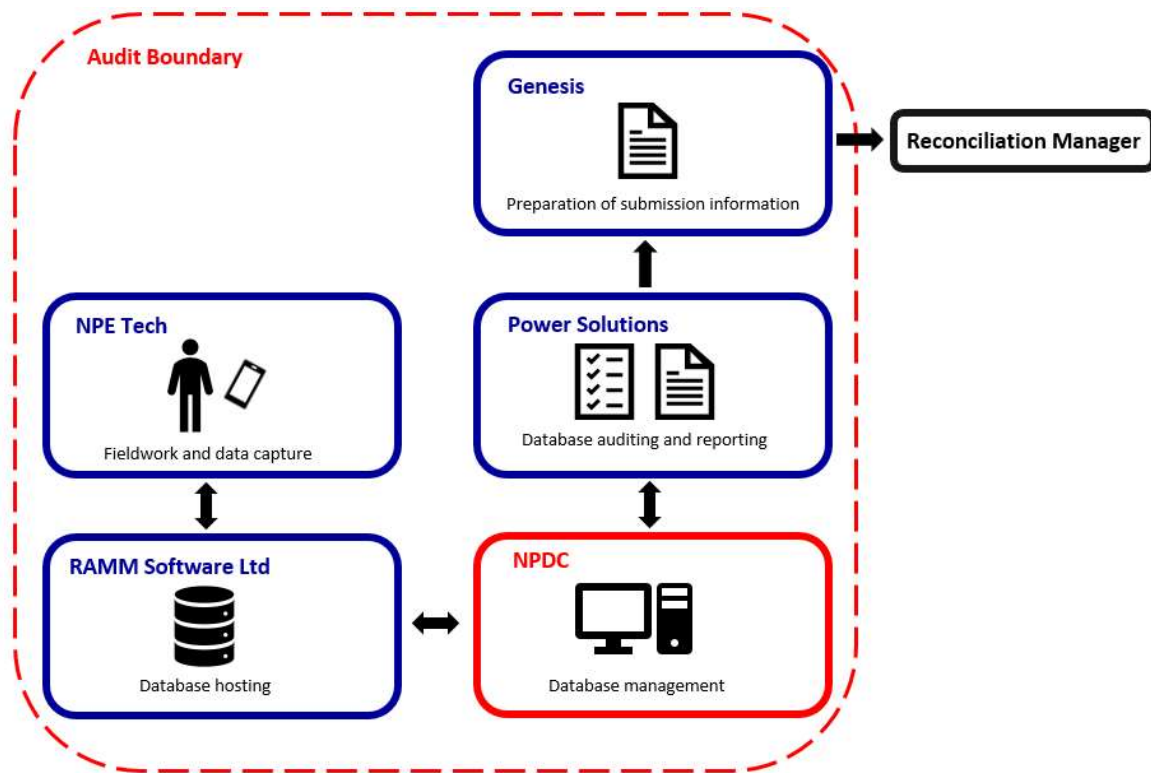 Audit Boundary
Genesis
Preparation of submission information
Reconciliation Manager
NPE Tech
Fieldwork and data capture
Power Solutions
Database auditing and reporting
RAMM Software Ltd
Database hosting
NPDC
Database management